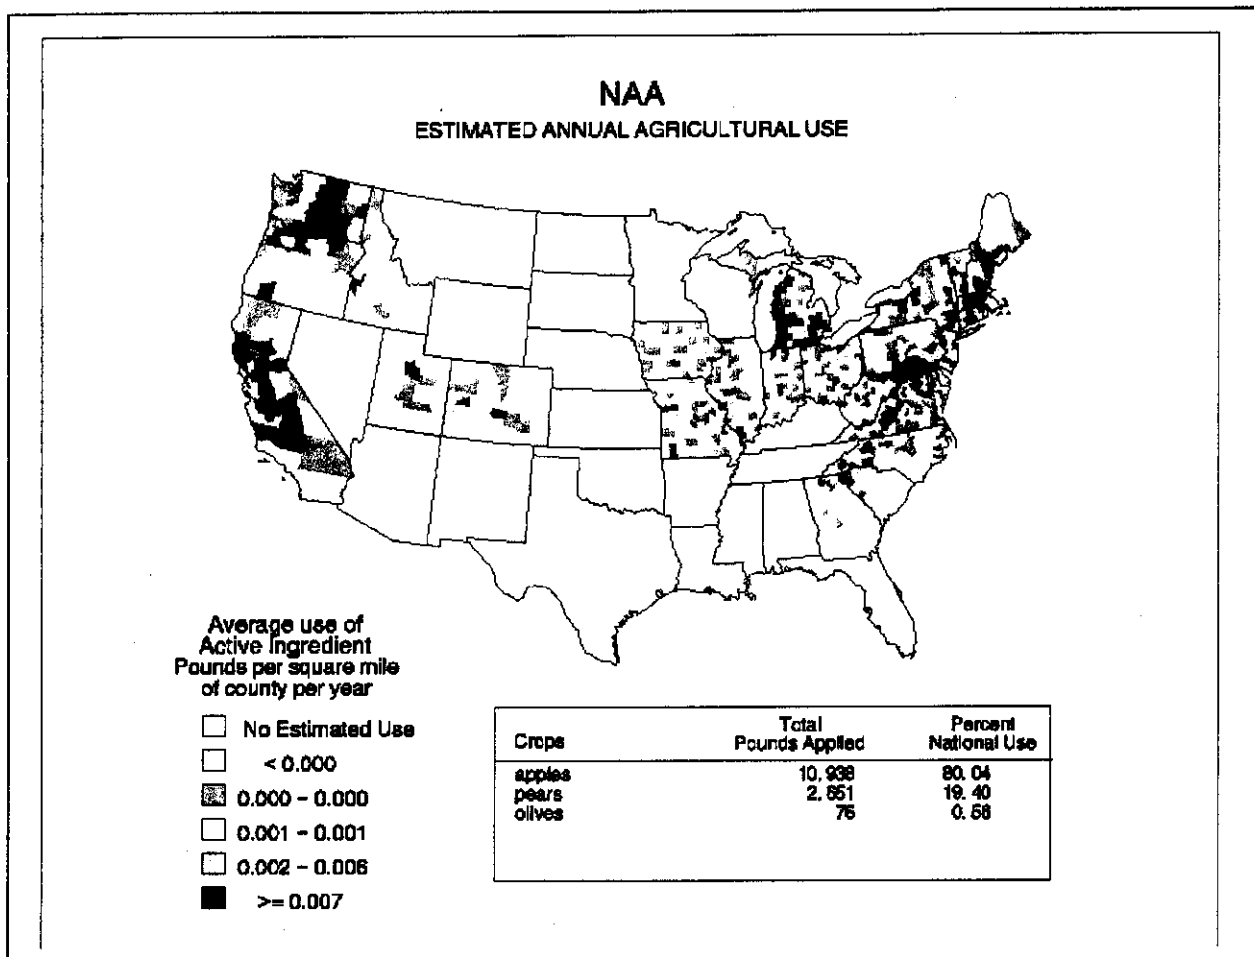 NAA
ESTIMATED ANNUAL AGRICULTURAL USE
Average use of
Active Ingredient
Pounds per square mile
of county per year
No Estimated Use
< 0.000
0.000 - 0.000
0.001 - 0.001
0.002 - 0.006
>= 0.007
Crops Total Pounds Applied Percent National Use
apples 10,938 80.04
pears 2,651 19.40
olives 76 0.56